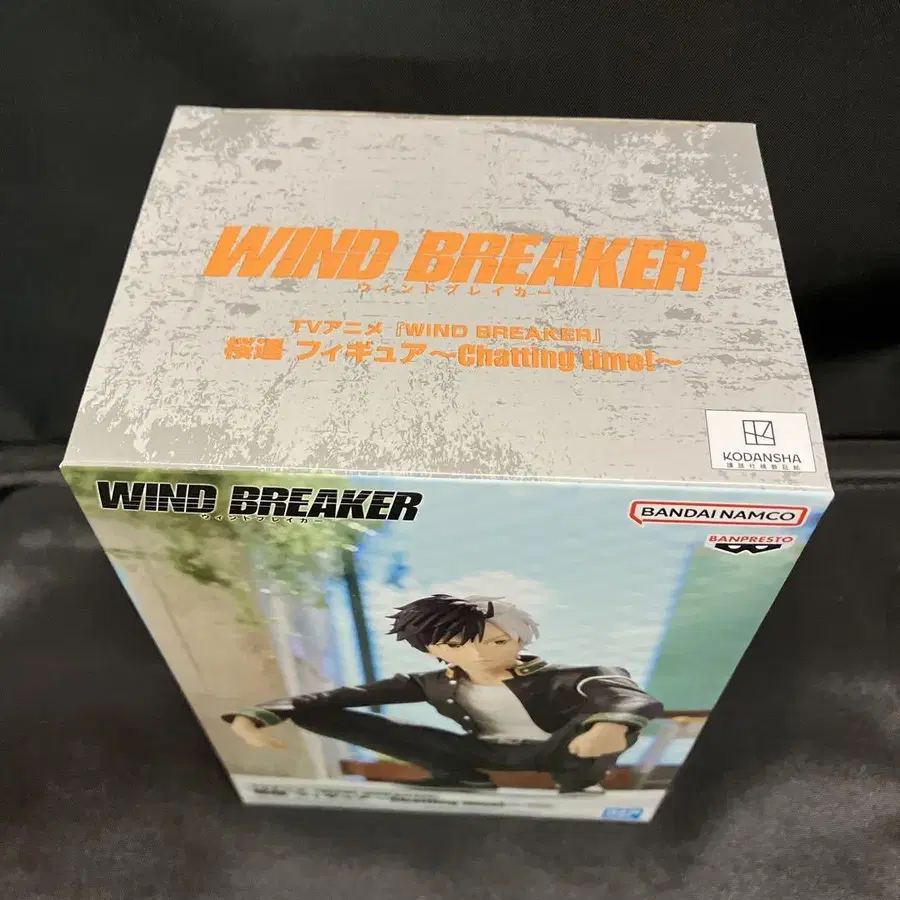 WIND BREAKER
ウィンドブレイカー
TVアニメ『WIND BREAKER』
桜遥 フィギュア～Chatting time!～
KODANSHA
WIND BREAKER
ウィンドブレイカー
BANDAI NAMCO
BANPRESTO